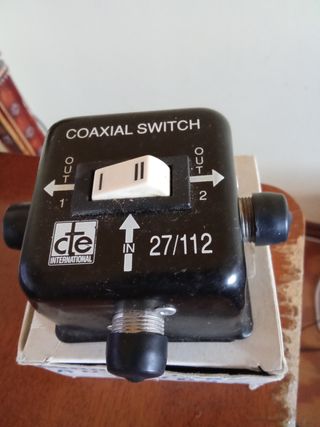 COAXIAL SWITCH
OUT
OUT
I II
1
2
IN
cte
INTERNATIONAL
27/112